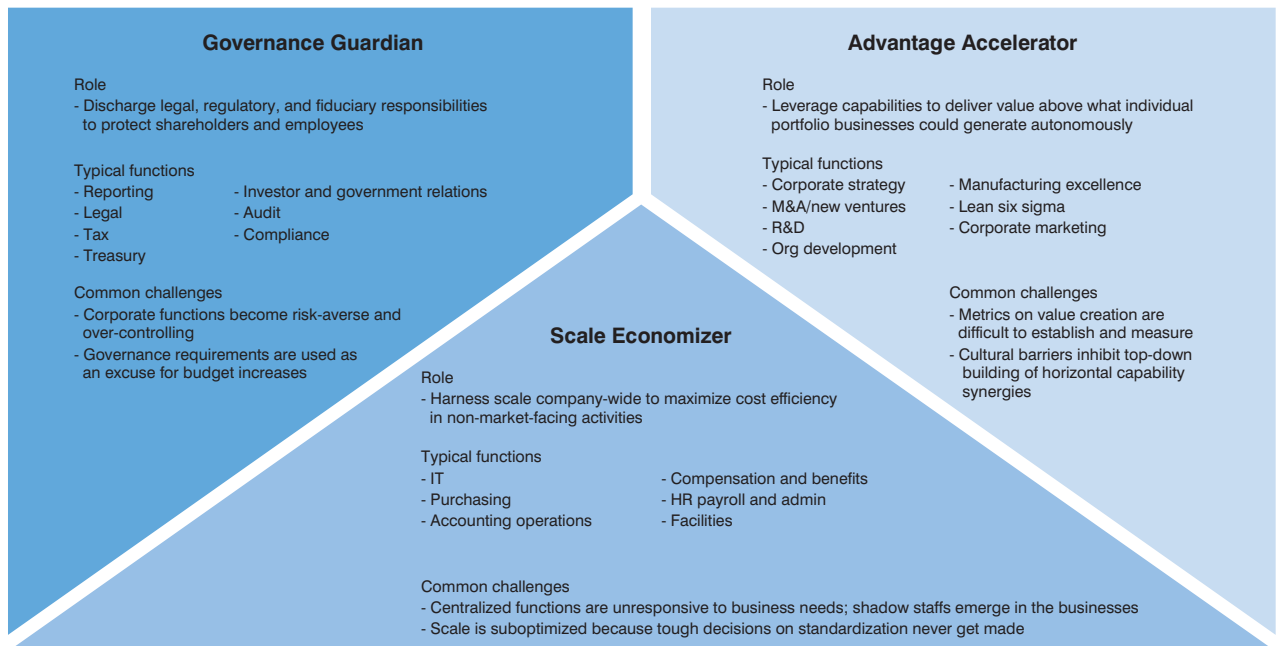 Governance Guardian
Role
- Discharge legal, regulatory, and fiduciary responsibilities
to protect shareholders and employees
Typical functions
- Reporting
- Legal
- Tax
- Treasury
- Investor and government relations
- Audit
- Compliance
Common challenges
- Corporate functions become risk-averse and
over-controlling
- Governance requirements are used as
an excuse for budget increases
Advantage Accelerator
Role
- Leverage capabilities to deliver value above what individual
portfolio businesses could generate autonomously
Typical functions
- Corporate strategy
- M&A/new ventures
- R&D
- Org development
- Manufacturing excellence
- Lean six sigma
- Corporate marketing
Common challenges
- Metrics on value creation are
difficult to establish and measure
- Cultural barriers inhibit top-down
building of horizontal capability
synergies
Scale Economizer
Role
- Harness scale company-wide to maximize cost efficiency
in non-market-facing activities
Typical functions
- IT
- Purchasing
- Accounting operations
- Compensation and benefits
- HR payroll and admin
- Facilities
Common challenges
- Centralized functions are unresponsive to business needs; shadow staffs emerge in the businesses
- Scale is suboptimized because tough decisions on standardization never get made